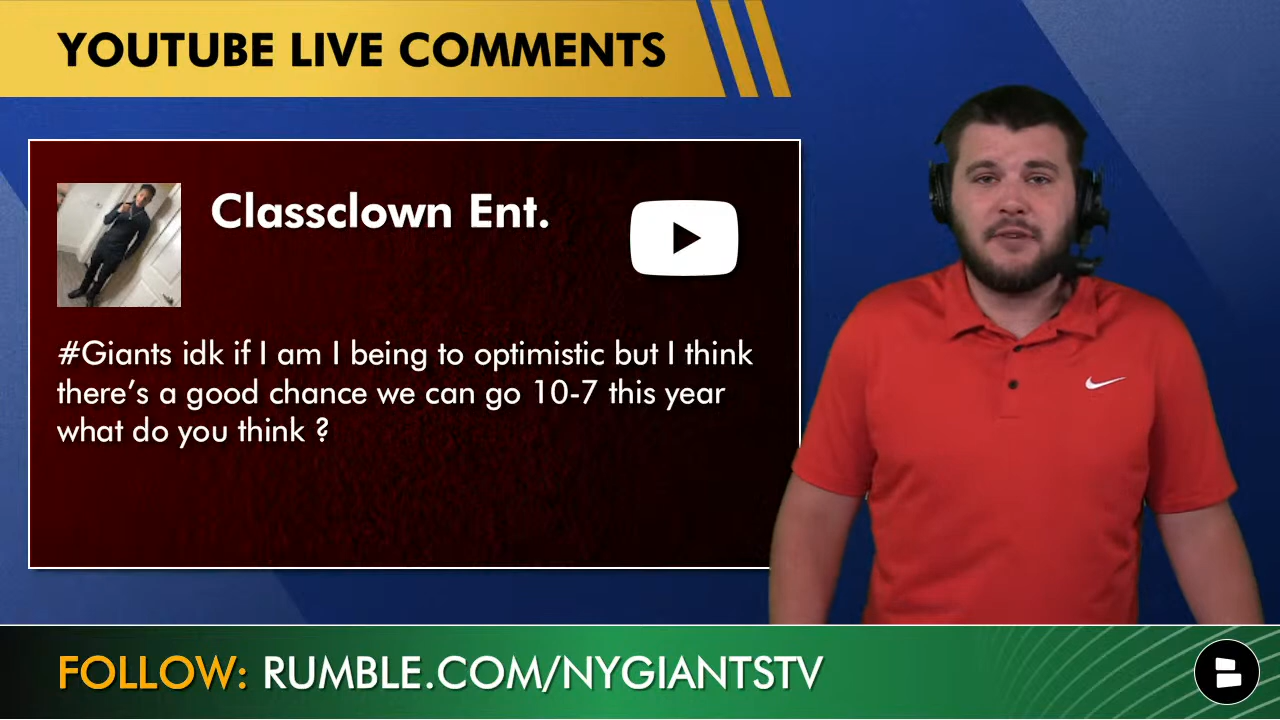 YOUTUBE LIVE COMMENTS
Classclown Ent.
#Giants idk if I am I being to optimistic but I think
there's a good chance we can go 10-7 this year
what do you think ?
FOLLOW: RUMBLE.COM/NYGIANTSTV